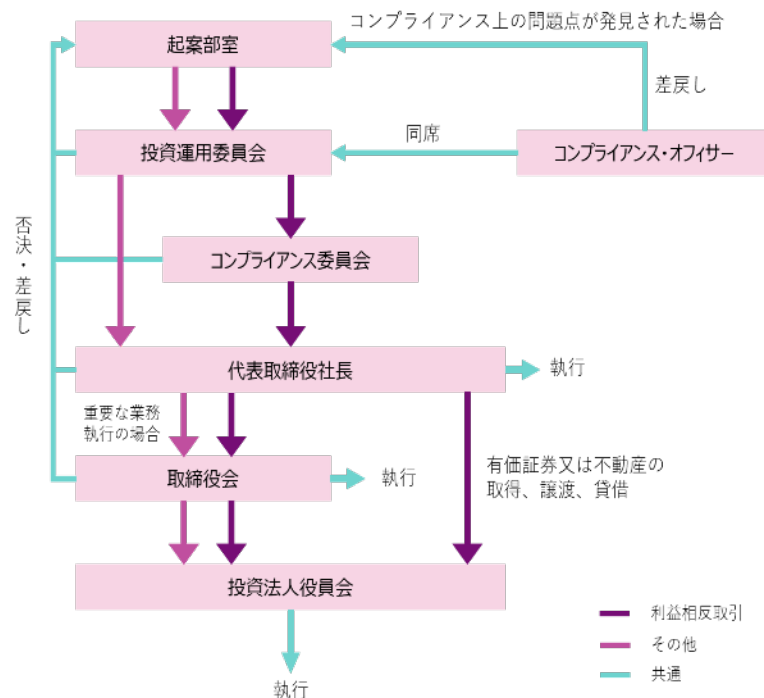 コンプライアンス上の問題点が発見された場合
起案部室
差戻し
同席
投資運用委員会
コンプライアンス・オフィサー
否決・差戻し
コンプライアンス委員会
代表取締役社長
執行
重要な業務
執行の場合
有価証券又は不動産の
取得、譲渡、貸借
取締役会
執行
投資法人役員会
利益相反取引
その他
共通
執行